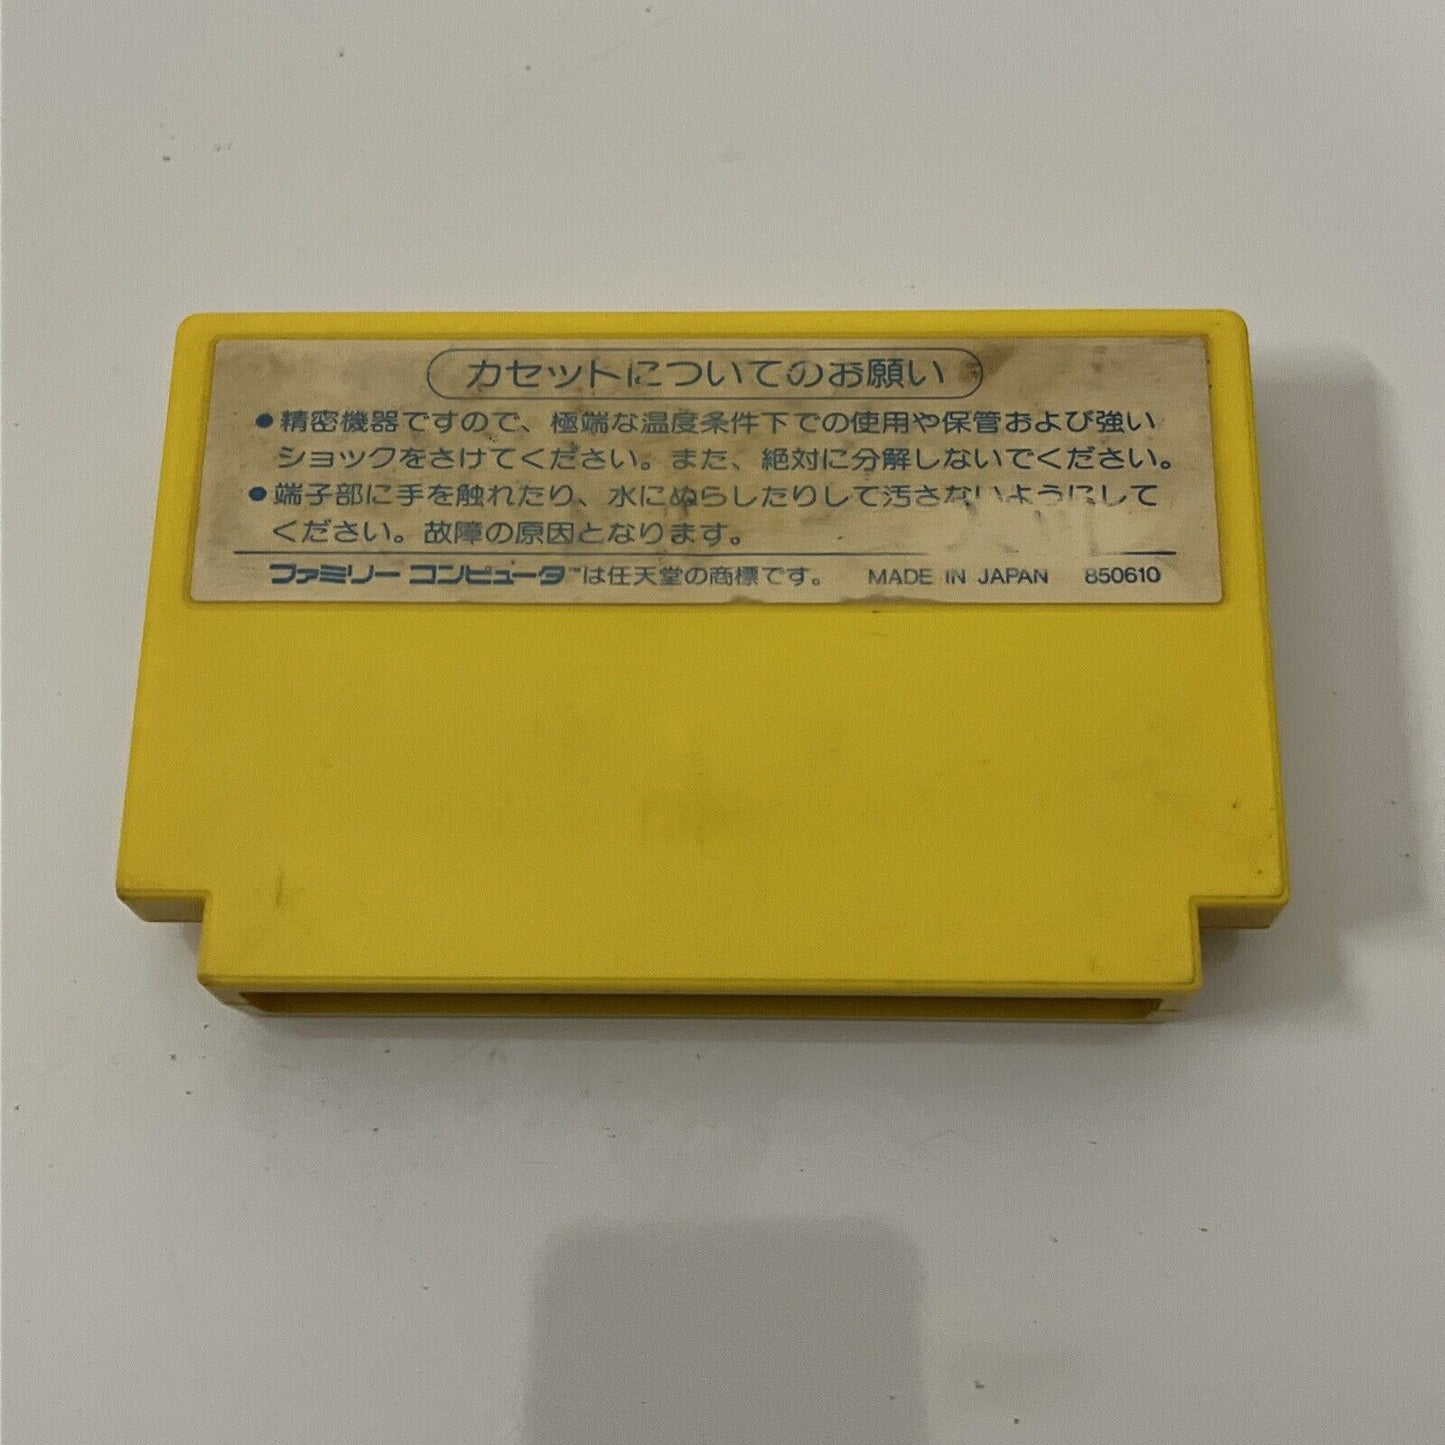 カセットについてのお願い
●精密機器ですので、極端な温度条件下での使用や保管および強い
ショックをさけてください。また、絶対に分解しないでください。
●端子部に手を触れたり、水にぬらしたりして汚さないようにして
ください。故障の原因となります。
ファミリー コンピュータ™は任天堂の商標です。 MADE IN JAPAN 850610